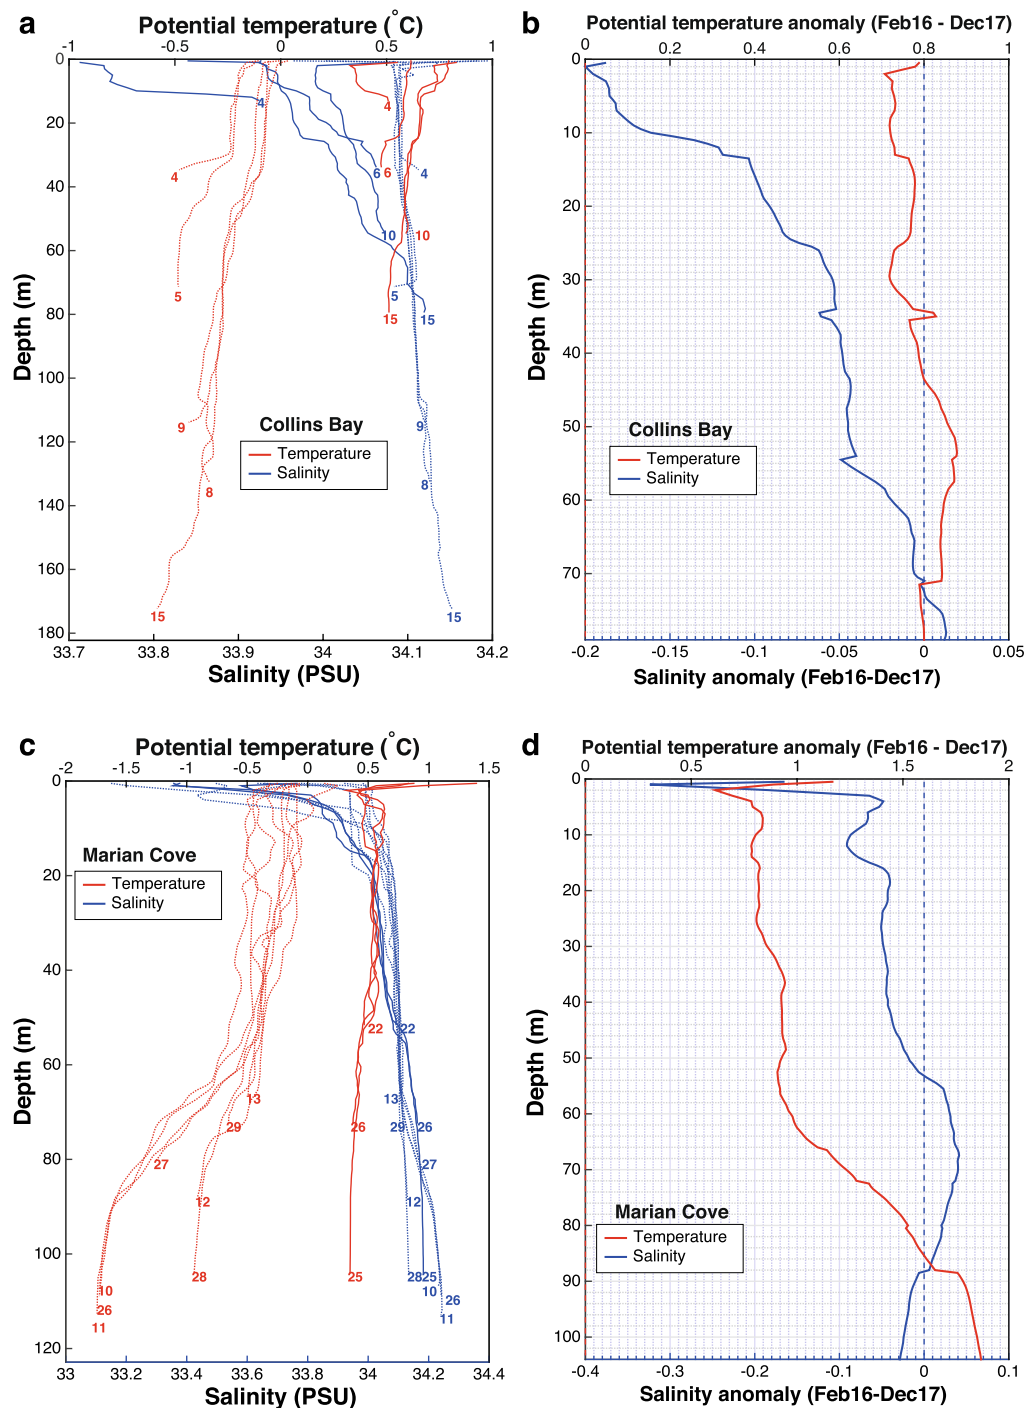 a
Potential temperature (°C)
-1 -0.5 0 0.5 1
20
40
60
80
100
120
140
160
180
Depth (m)
4
4
4
6 6
4
10 10
5
5
15 15
9
9
8
8
15
15
Collins Bay
Temperature
Salinity
33.7 33.8 33.9 34 34.1 34.2
Salinity (PSU)
b
Potential temperature anomaly (Feb16 - Dec17)
0 0.2 0.4 0.6 0.8 1
0
10
20
30
40
50
60
70
Depth (m)
Collins Bay
Temperature
Salinity
-0.2 -0.15 -0.1 -0.05 0 0.05
Salinity anomaly (Feb16-Dec17)
c
Potential temperature (°C)
-2 -1.5 -1 -0.5 0 0.5 1 1.5
0
20
40
60
80
100
120
Depth (m)
Marian Cove
Temperature
Salinity
22 22
13 13
29 26 29 26
27 27
12 12
28 25 28 25
10 10
26 26
11 11
33 33.2 33.4 33.6 33.8 34 34.2 34.4
Salinity (PSU)
d
Potential temperature anomaly (Feb16 - Dec17)
0 0.5 1 1.5 2
0
10
20
30
40
50
60
70
80
90
100
Depth (m)
Marian Cove
Temperature
Salinity
-0.4 -0.3 -0.2 -0.1 0 0.1
Salinity anomaly (Feb16-Dec17)